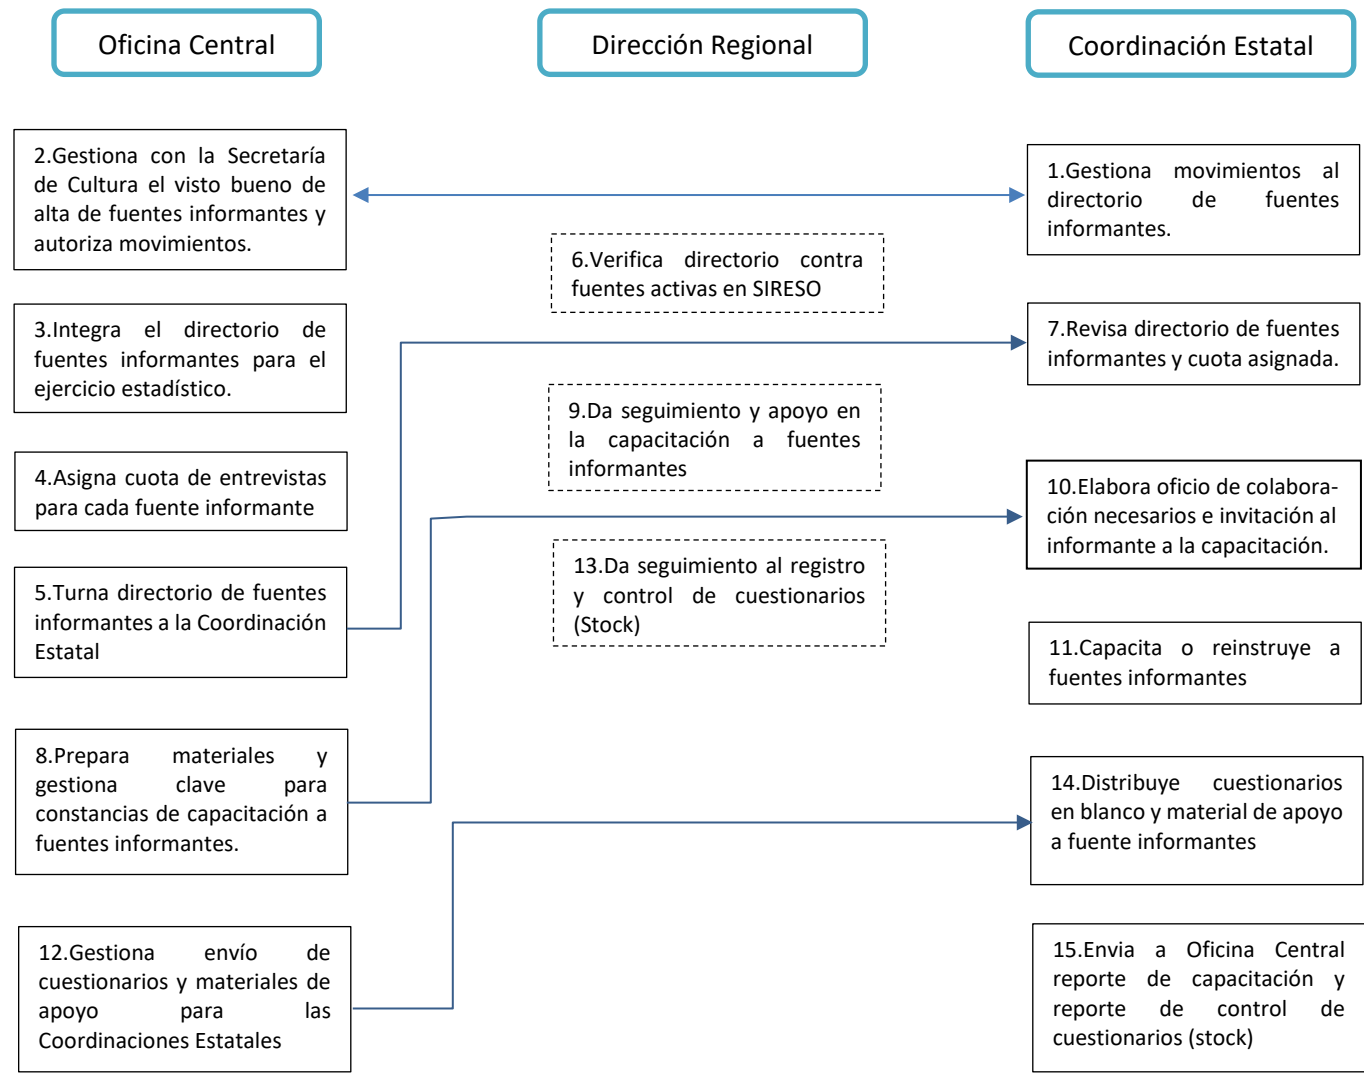 Oficina Central
Dirección Regional
Coordinación Estatal
2.Gestiona con la Secretaría
de Cultura el visto bueno de
alta de fuentes informantes y
autoriza movimientos.
1.Gestiona movimientos al
directorio de fuentes
informantes.
6.Verifica directorio contra
fuentes activas en SIRESO
3.Integra el directorio de
fuentes informantes para el
ejercicio estadístico.
7.Revisa directorio de fuentes
informantes y cuota asignada.
9.Da seguimiento y apoyo en
la capacitación a fuentes
informantes
4.Asigna cuota de entrevistas
para cada fuente informante
10.Elabora oficio de colabora-
ción necesarios e invitación al
informante a la capacitación.
13.Da seguimiento al registro
y control de cuestionarios
(Stock)
5.Turna directorio de fuentes
informantes a la Coordinación
Estatal
11.Capacita o reinstruye a
fuentes informantes
8.Prepara materiales y
gestiona clave para
constancias de capacitación a
fuentes informantes.
14.Distribuye cuestionarios
en blanco y material de apoyo
a fuente informantes
12.Gestiona envío de
cuestionarios y materiales de
apoyo para las
Coordinaciones Estatales
15.Envia a Oficina Central
reporte de capacitación y
reporte de control de
cuestionarios (stock)